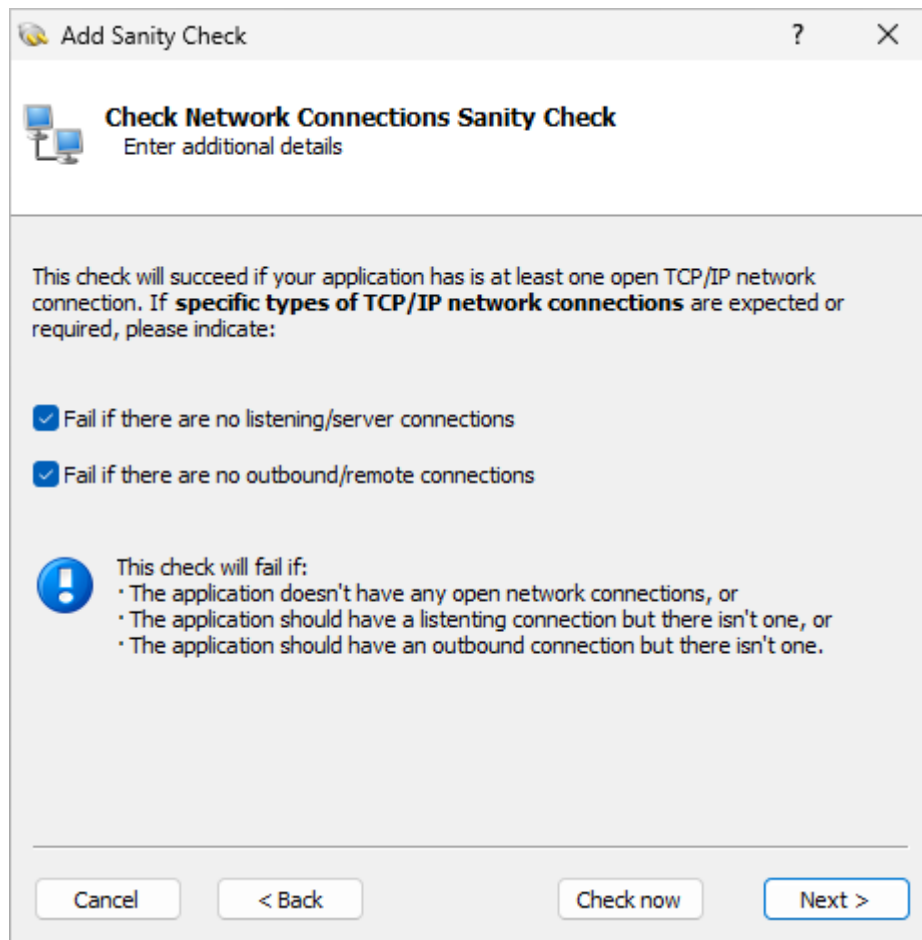 Add Sanity Check ?
Check Network Connections Sanity Check
Enter additional details
This check will succeed if your application has is at least one open TCP/IP network
connection. If specific types of TCP/IP network connections are expected or
required, please indicate:
Fail if there are no listening/server connections
Fail if there are no outbound/remote connections
This check will fail if:
· The application doesn't have any open network connections, or
· The application should have a listenting connection but there isn't one, or
· The application should have an outbound connection but there isn't one.
Cancel < Back Check now Next >